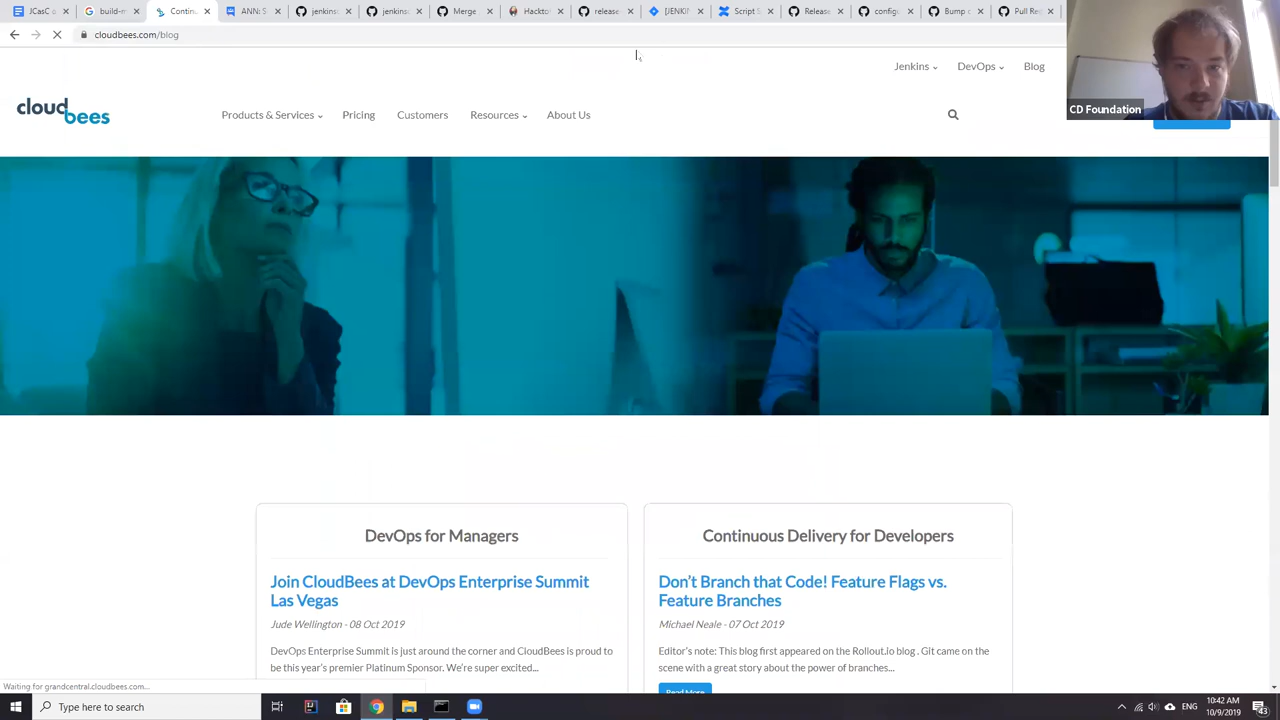 JCasC o
build-m
Contin
ANN: S
jenkins
jenkins
Merge
Hackto
release
[JENKIN
Script S
Release
config
Bump c
Pull Re
cloudbees.com/blog
Jenkins
DevOps
Blog
CD Foundation
cloudbees
Products & Services
Pricing
Customers
Resources
About Us
DevOps for Managers
Join CloudBees at DevOps Enterprise Summit
Las Vegas
Jude Wellington - 08 Oct 2019
DevOps Enterprise Summit is just around the corner and CloudBees is proud to
be this year's premier Platinum Sponsor. We're super excited...
Continuous Delivery for Developers
Don't Branch that Code! Feature Flags vs.
Feature Branches
Michael Neale - 07 Oct 2019
Editor's note: This blog first appeared on the Rollout.io blog . Git came on the
scene with a great story about the power of branches...
Read More
Waiting for grandcentral.cloudbees.com...
Type here to search
ENG
10:42 AM
10/9/2019
43